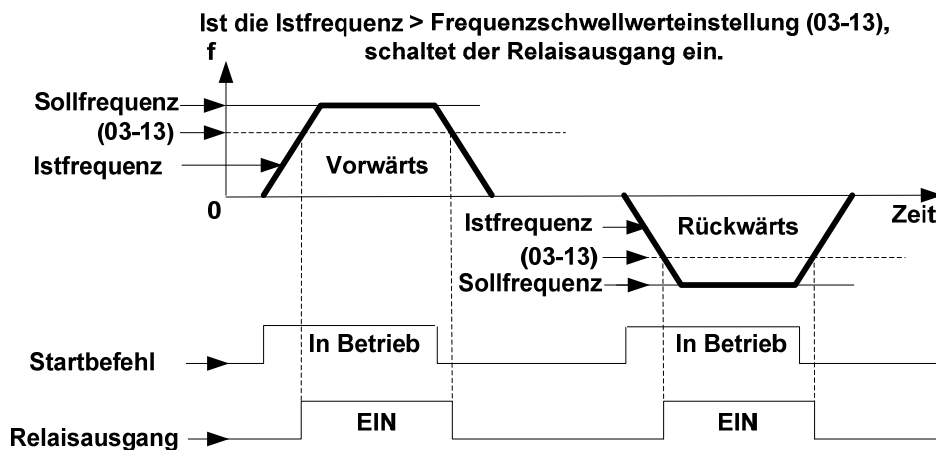 Ist die Istfrequenz > Frequenzschwellwerteinstellung (03-13),
schaltet der Relaisausgang ein.
f
Sollfrequenz
(03-13)
Istfrequenz
Vorwärts
0
Zeit
Istfrequenz
Rückwärts
(03-13)
Sollfrequenz
In Betrieb
In Betrieb
Startbefehl
EIN
EIN
Relaisausgang